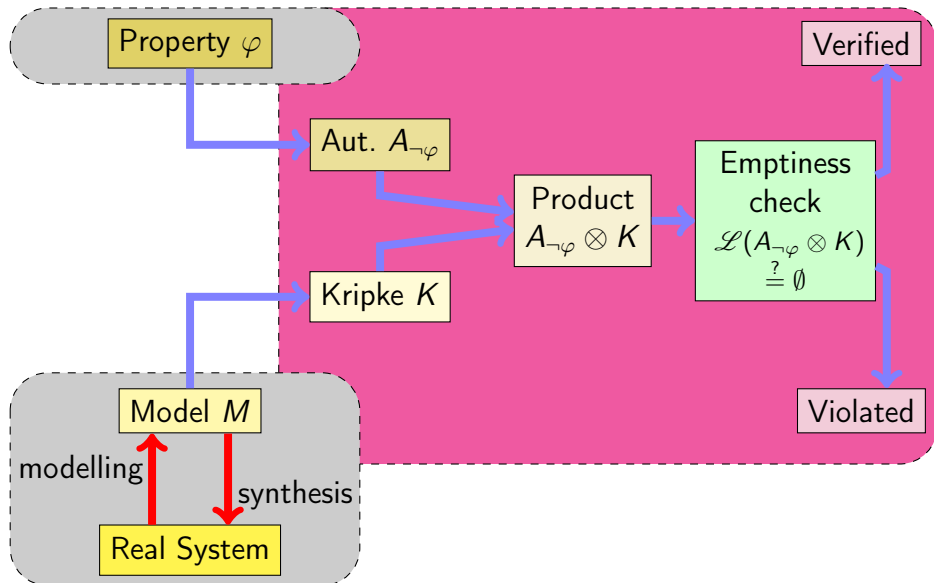 Property φ
Verified
Aut. A¬φ
Emptiness
check
ℒ(A¬φ ⊗ K)
≟ ∅
Product
A¬φ ⊗ K
Kripke K
Model M
Violated
modelling
synthesis
Real System